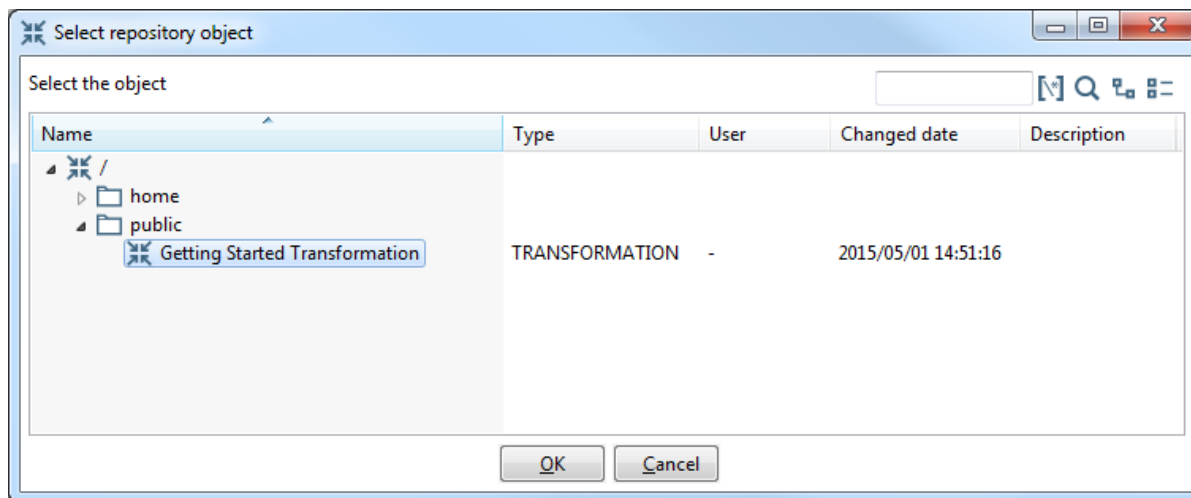 Select repository object
Select the object
Name Type User Changed date Description
/
home
public
Getting Started Transformation TRANSFORMATION - 2015/05/01 14:51:16
OK Cancel